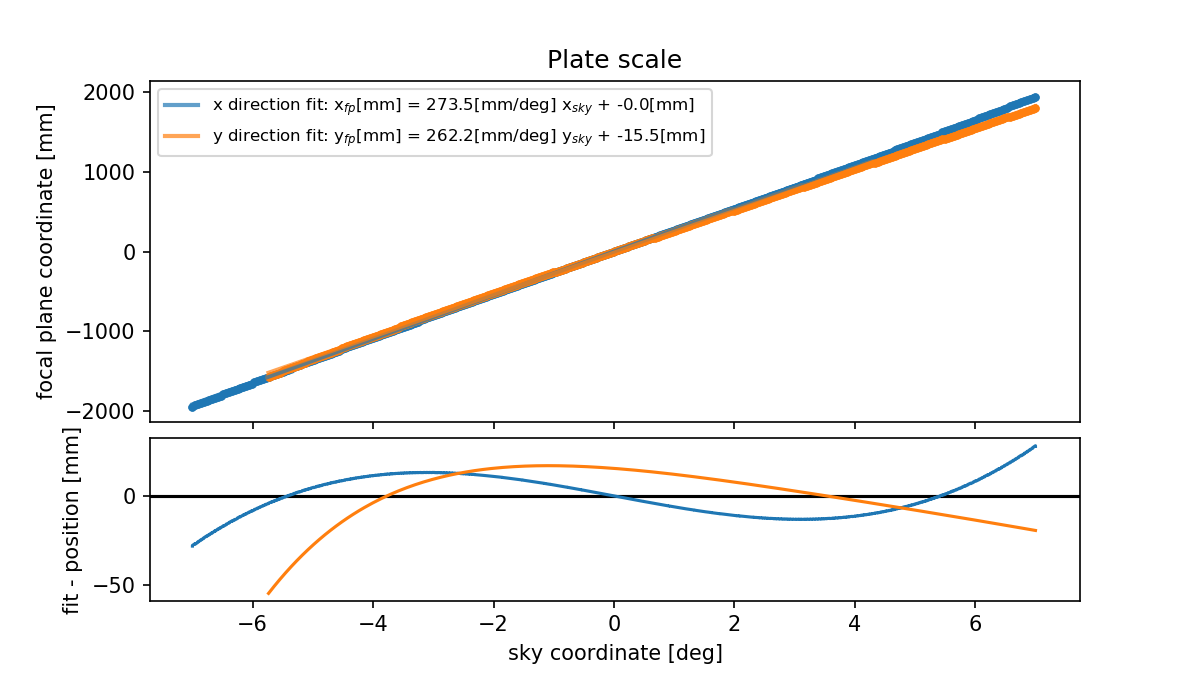 Plate scale
x direction fit: x_fp[mm] = 273.5[mm/deg] x_sky + -0.0[mm]
y direction fit: y_fp[mm] = 262.2[mm/deg] y_sky + -15.5[mm]
focal plane coordinate [mm]
2000
1000
0
−1000
−2000
fit - position [mm]
0
−50
−6 −4 −2 0 2 4 6
sky coordinate [deg]